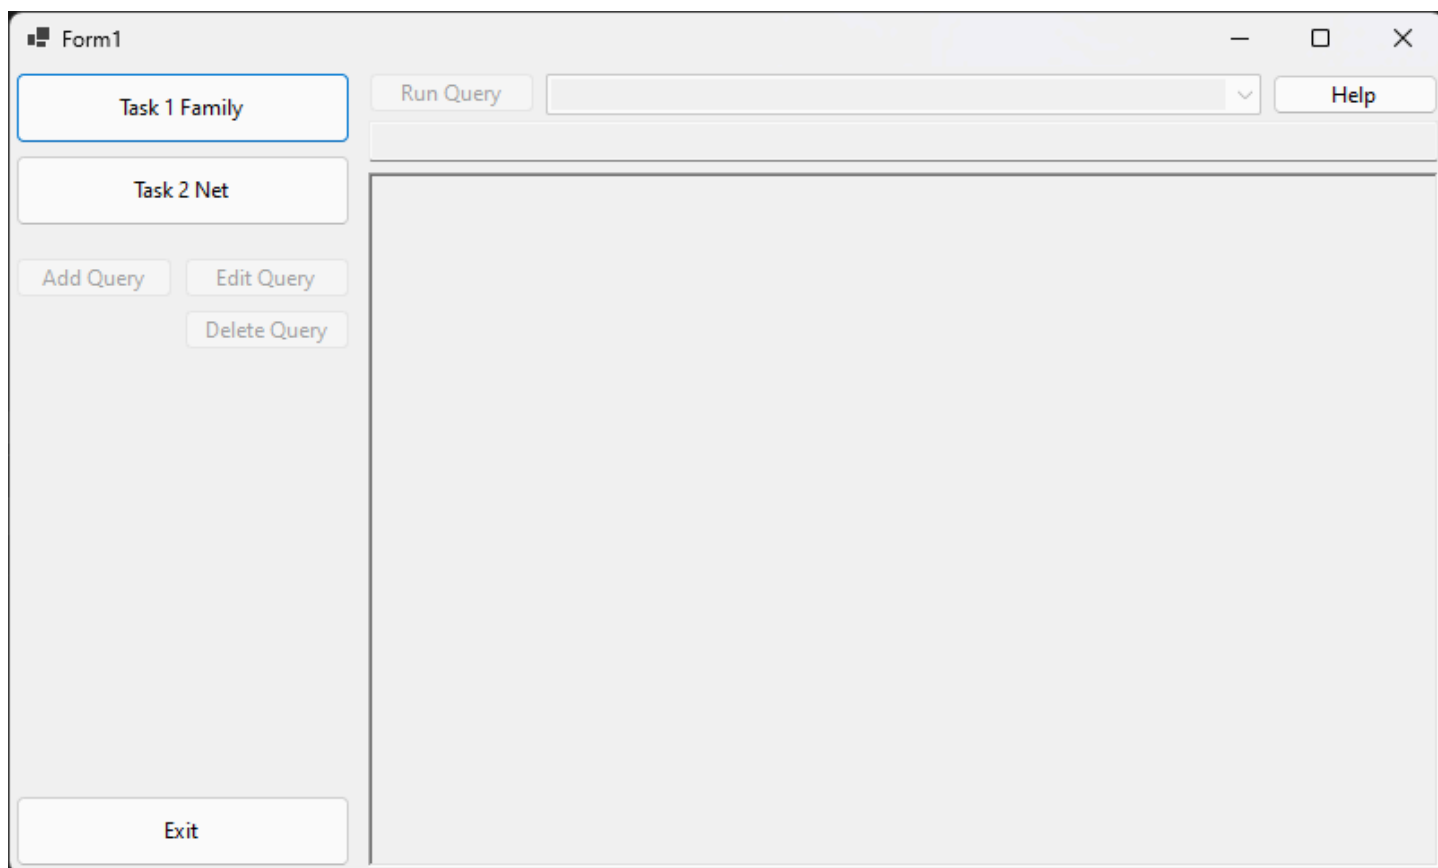 Form1
Task 1 Family
Run Query
Help
Task 2 Net
Add Query
Edit Query
Delete Query
Exit